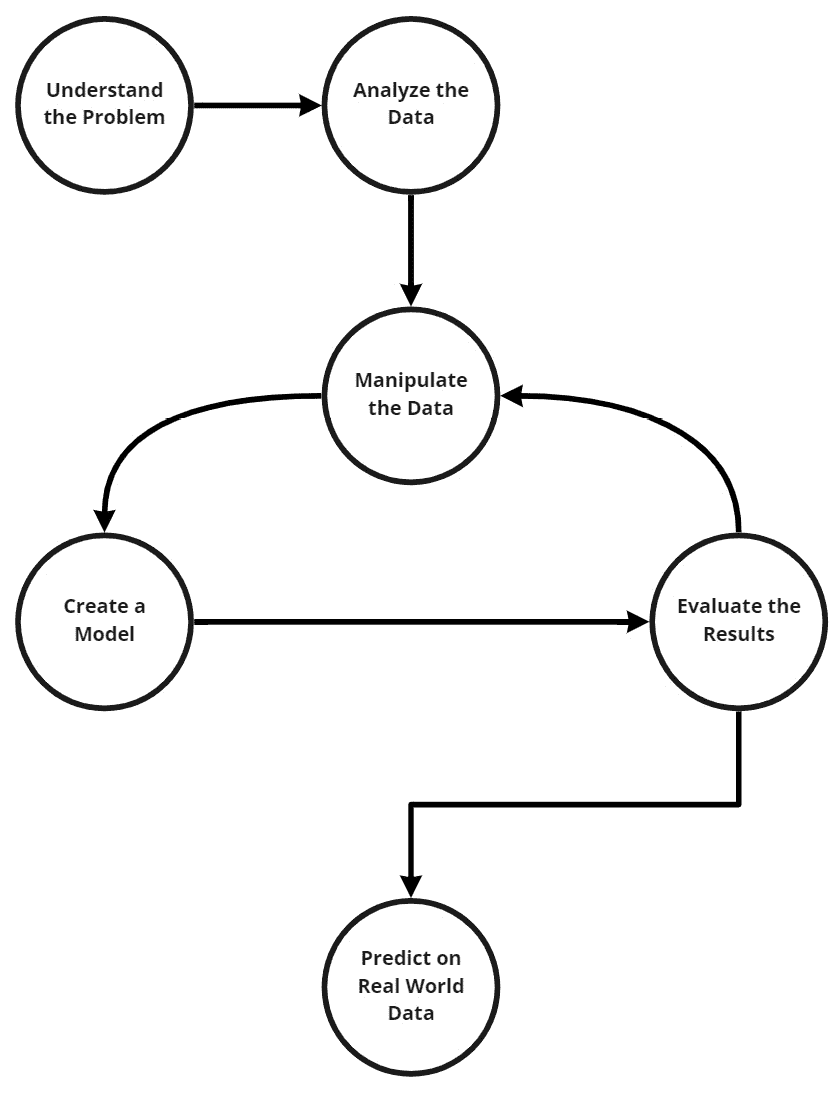 Understand
the Problem
Analyze the
Data
Manipulate
the Data
Create a
Model
Evaluate the
Results
Predict on
Real World
Data